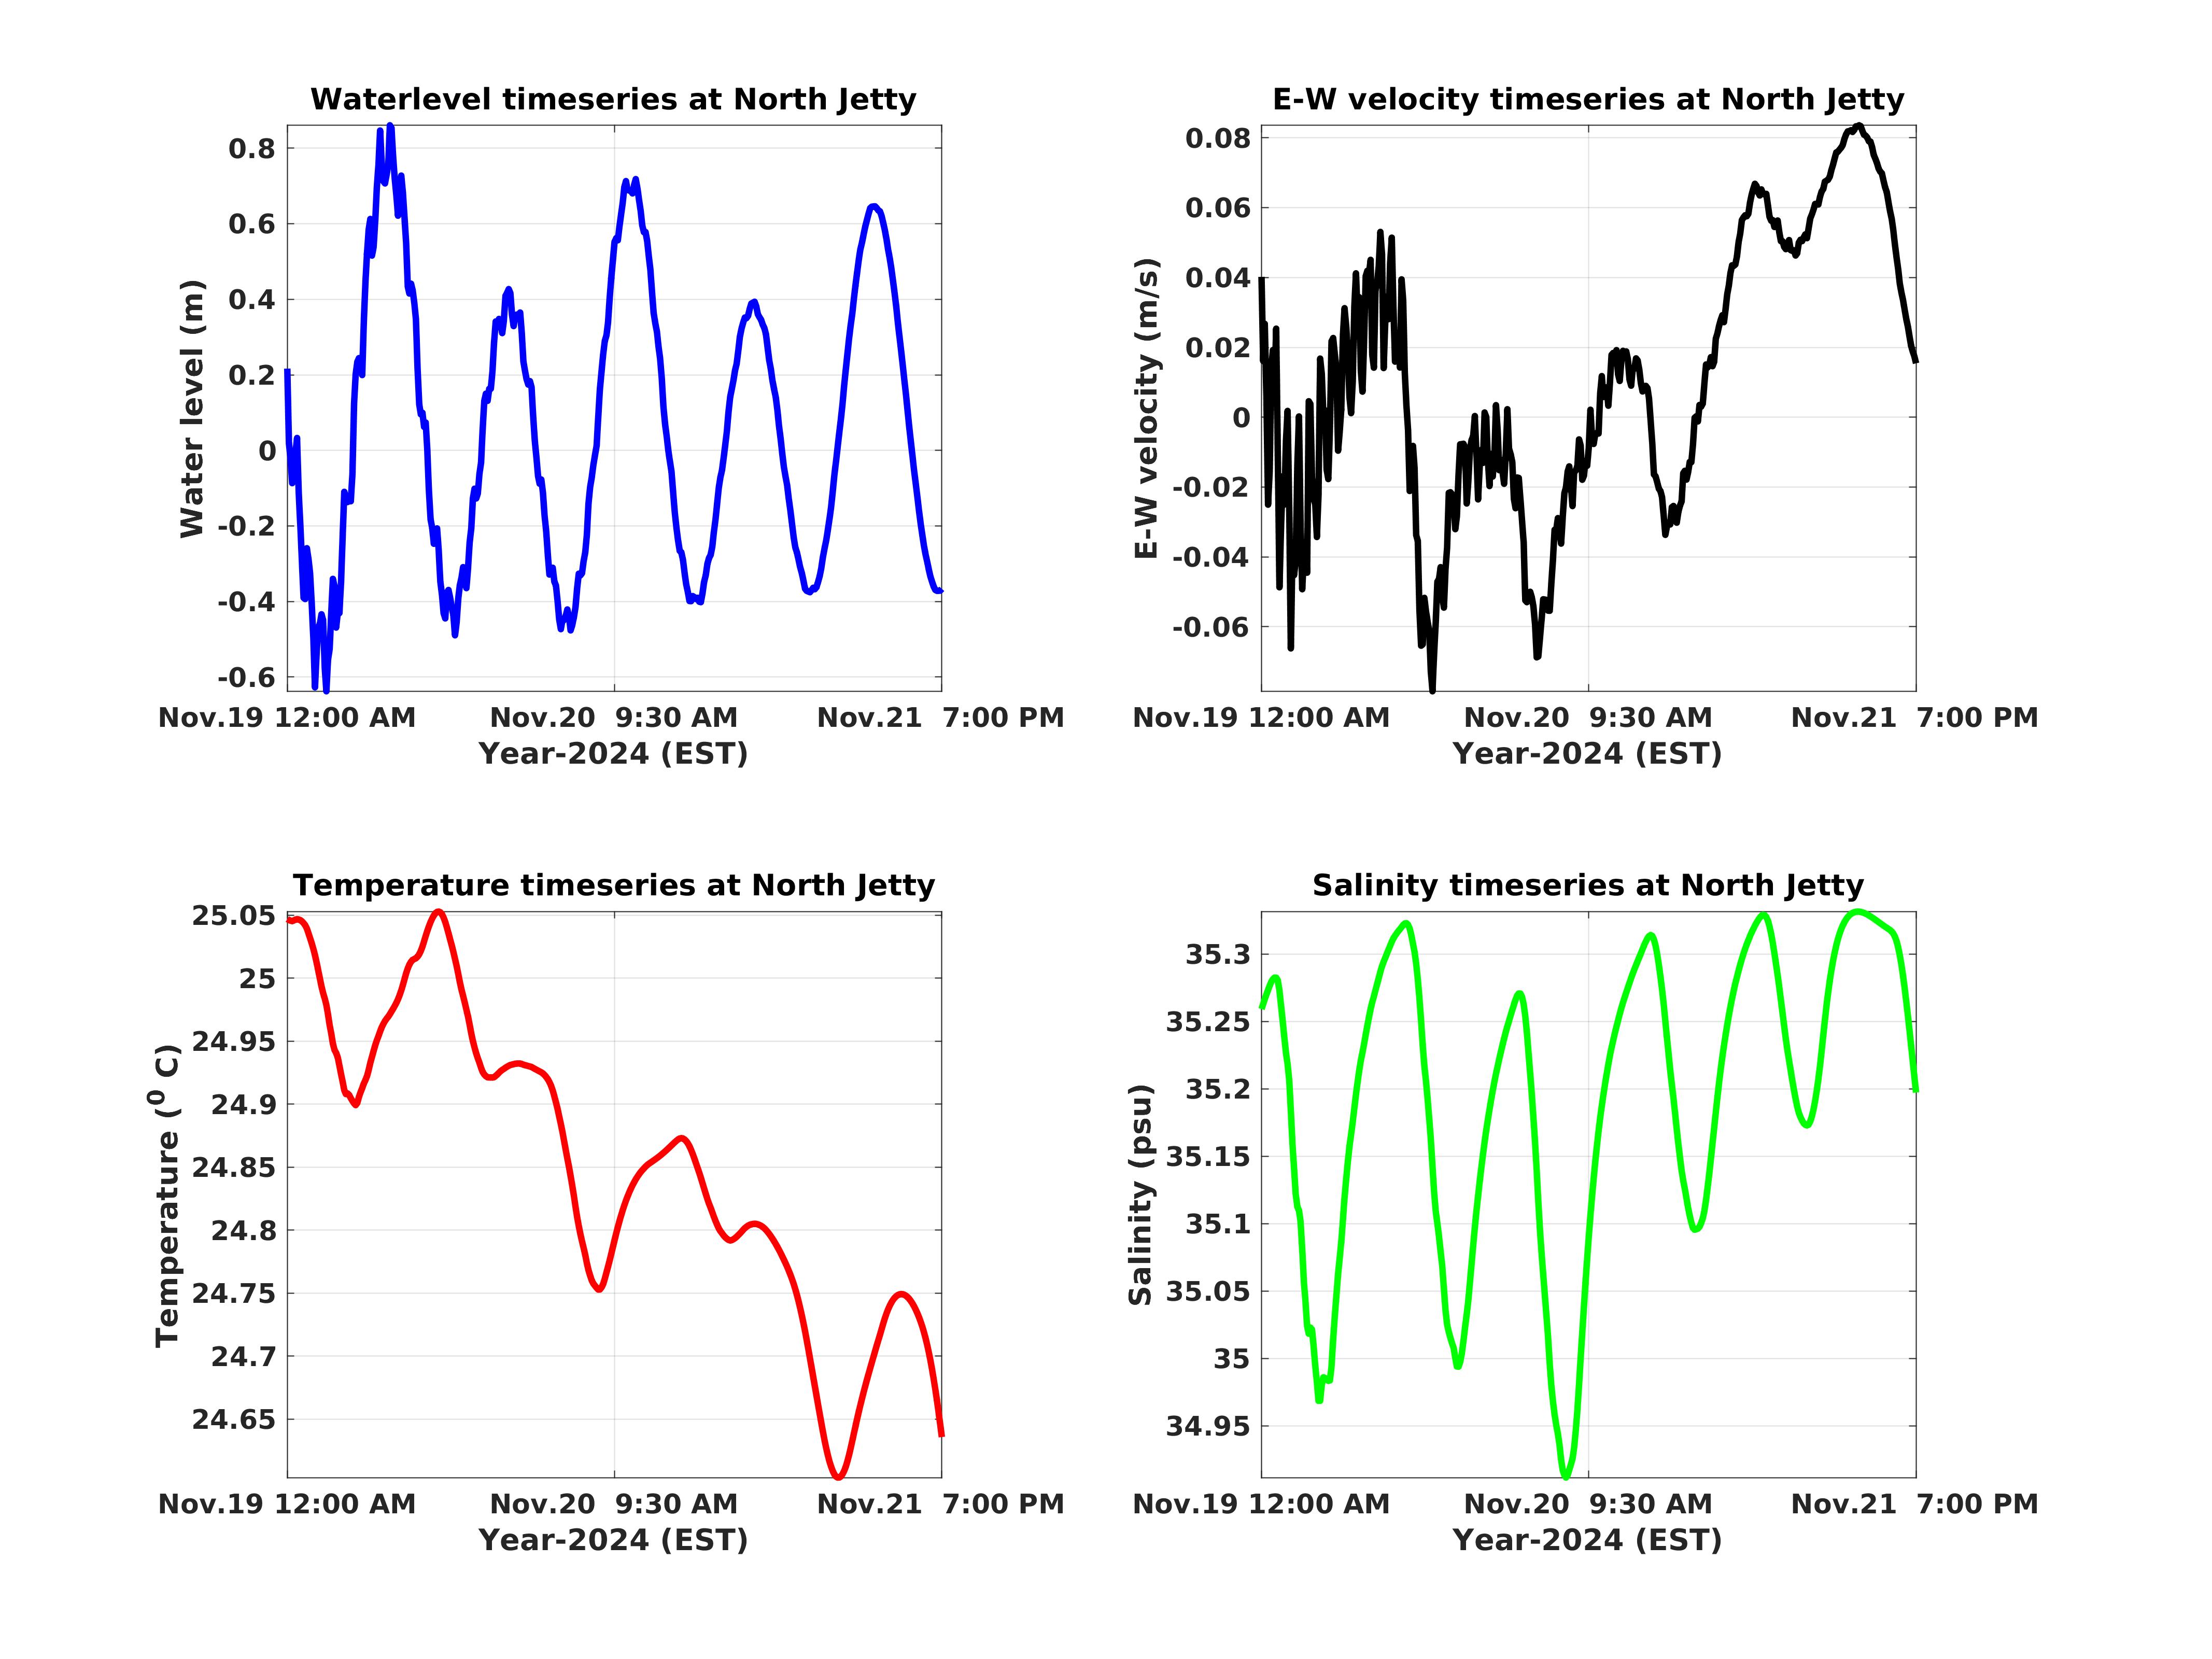 Waterlevel timeseries at North Jetty
0.8
0.6
0.4
0.2
0
-0.2
-0.4
-0.6
Water level (m)
Nov.19 12:00 AM
Nov.20 9:30 AM
Nov.21 7:00 PM
Year-2024 (EST)
E-W velocity timeseries at North Jetty
0.08
0.06
0.04
0.02
0
-0.02
-0.04
-0.06
E-W velocity (m/s)
Nov.19 12:00 AM
Nov.20 9:30 AM
Nov.21 7:00 PM
Year-2024 (EST)
Temperature timeseries at North Jetty
25.05
25
24.95
24.9
24.85
24.8
24.75
24.7
24.65
Temperature (⁰ C)
Nov.19 12:00 AM
Nov.20 9:30 AM
Nov.21 7:00 PM
Year-2024 (EST)
Salinity timeseries at North Jetty
35.3
35.25
35.2
35.15
35.1
35.05
35
34.95
Salinity (psu)
Nov.19 12:00 AM
Nov.20 9:30 AM
Nov.21 7:00 PM
Year-2024 (EST)